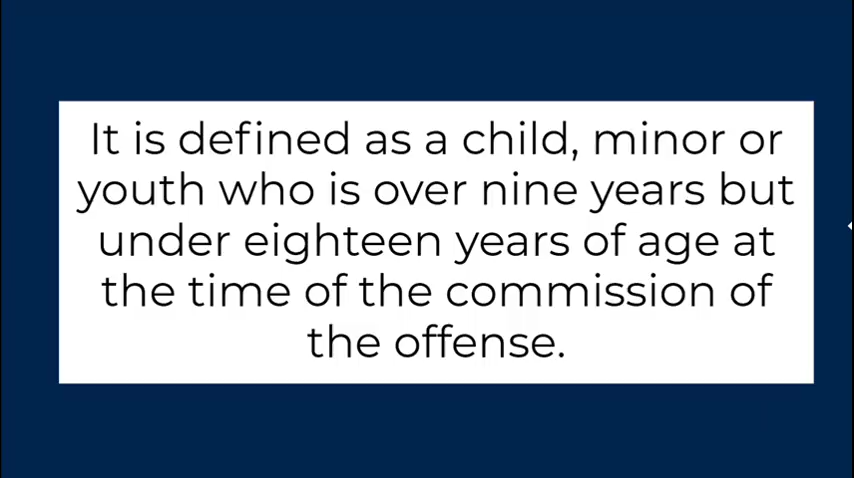 It is defined as a child, minor or
youth who is over nine years but
under eighteen years of age at
the time of the commission of
the offense.